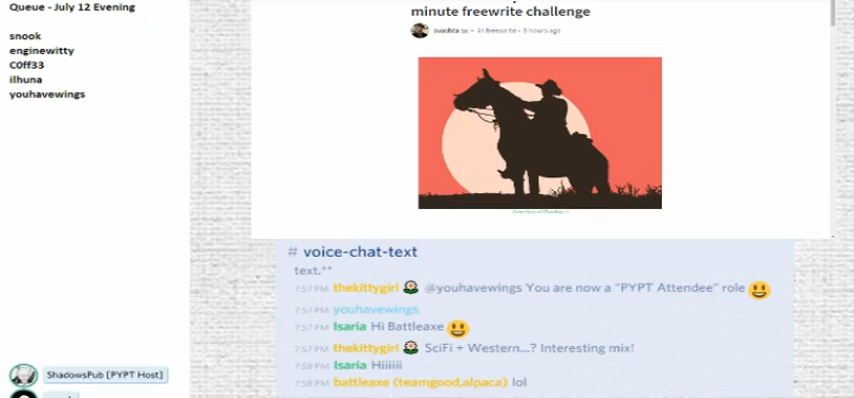 Queue - July 12 Evening
snook
enginewitty
C0ff33
ilhuna
youhavewings
minute freewrite challenge
in freewrite • 5 hours ago
# voice-chat-text
text.**
7:57 PM thekittygirl @youhavewings You are now a "PYPT Attendee" role
7:57 PM youhavewings
7:57 PM Isaria Hi Battleaxe
7:57 PM thekittygirl SciFi + Western...? Interesting mix!
7:58 PM Isaria Hiiiiii
7:58 PM battleaxe (teamgood,alpaca) lol
ShadowsPub [PYPT Host]